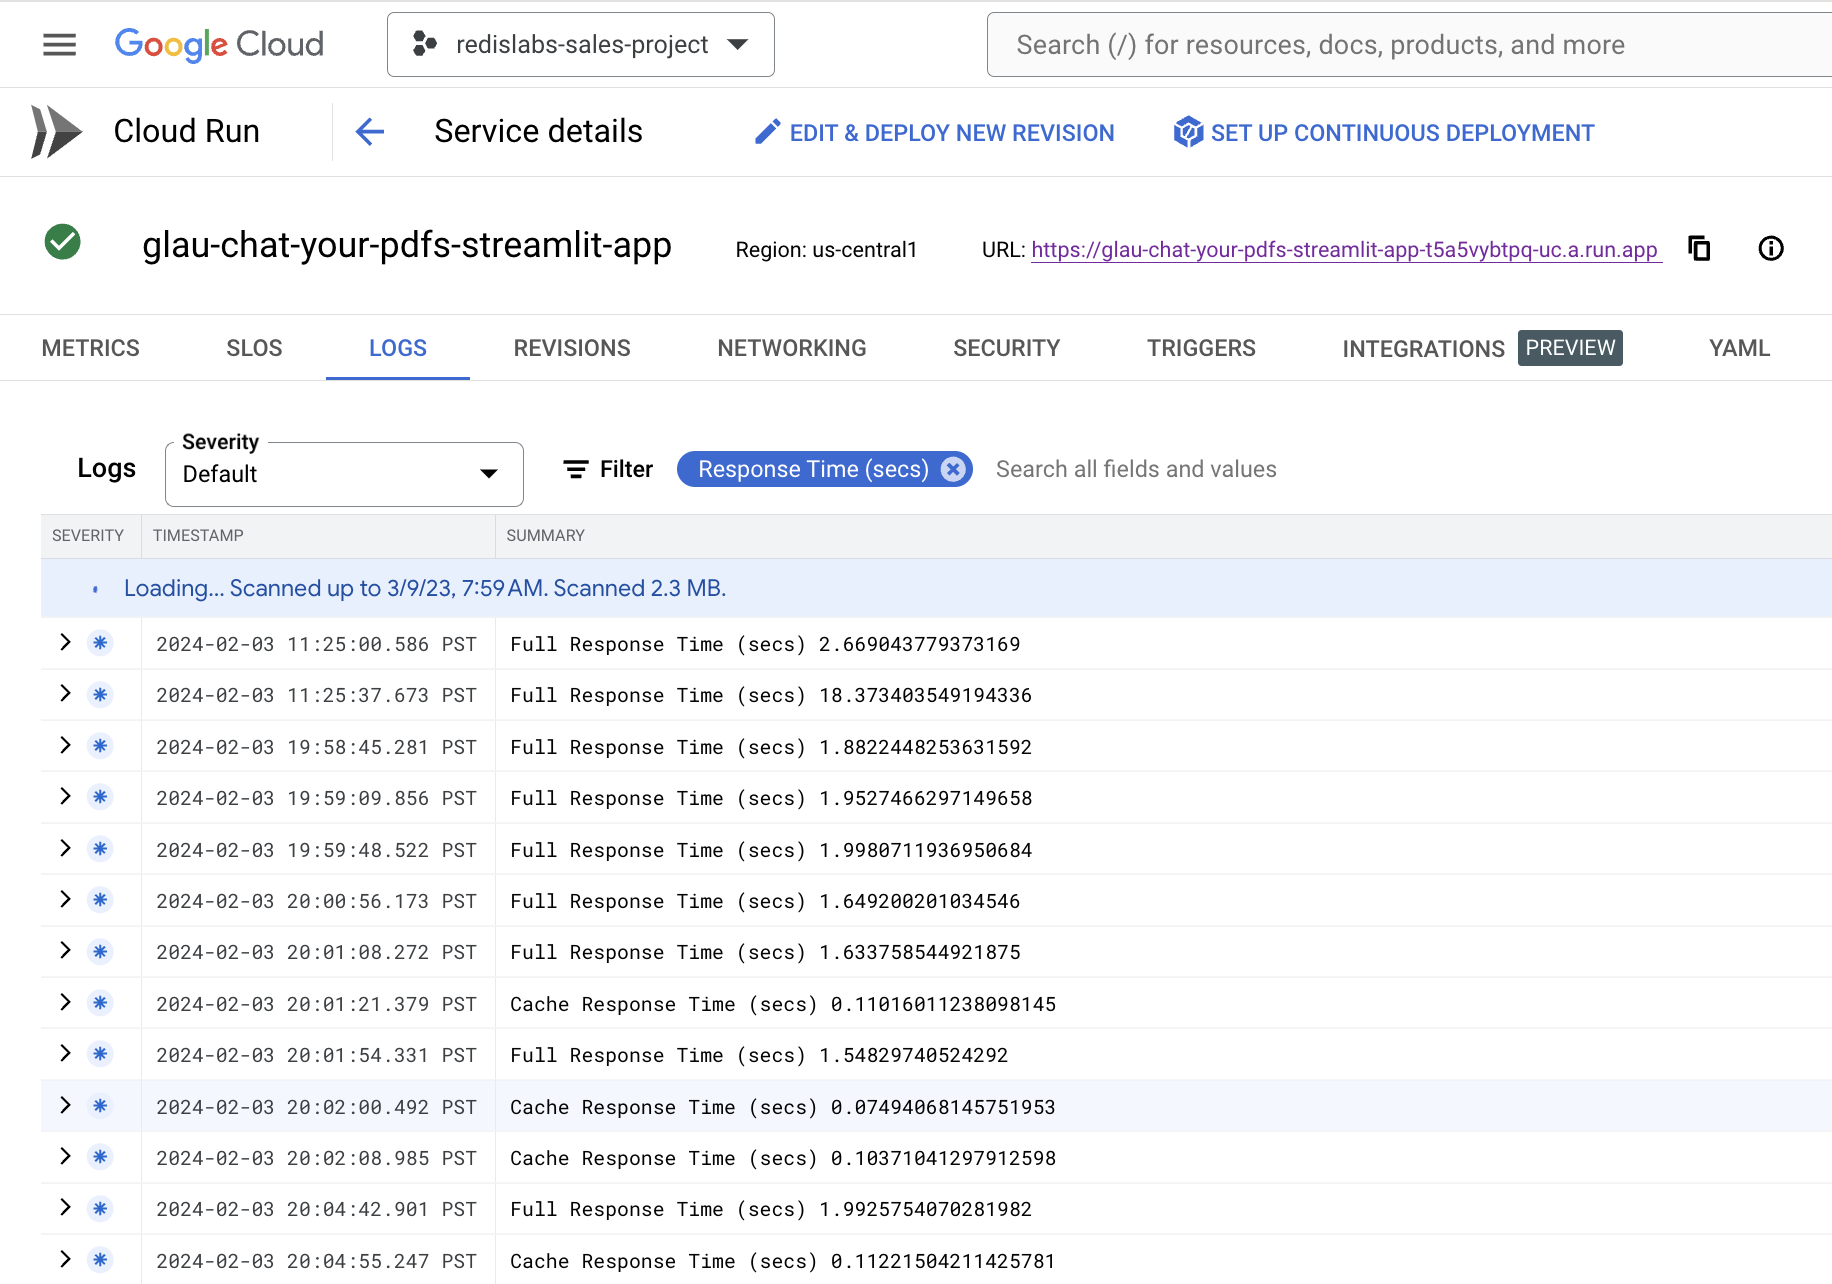 Google Cloud redislabs-sales-project Search (/) for resources, docs, products, and more
Cloud Run Service details EDIT & DEPLOY NEW REVISION SET UP CONTINUOUS DEPLOYMENT
glau-chat-your-pdfs-streamlit-app Region: us-central1 URL: https://glau-chat-your-pdfs-streamlit-app-t5a5vybtpq-uc.a.run.app
METRICS SLOS LOGS REVISIONS NETWORKING SECURITY TRIGGERS INTEGRATIONS PREVIEW YAML
Severity
Logs Default Filter Response Time (secs) Search all fields and values
SEVERITY TIMESTAMP SUMMARY
Loading... Scanned up to 3/9/23, 7:59 AM. Scanned 2.3 MB.
2024-02-03 11:25:00.586 PST Full Response Time (secs) 2.669043779373169
2024-02-03 11:25:37.673 PST Full Response Time (secs) 18.373403549194336
2024-02-03 19:58:45.281 PST Full Response Time (secs) 1.8822448253631592
2024-02-03 19:59:09.856 PST Full Response Time (secs) 1.9527466297149658
2024-02-03 19:59:48.522 PST Full Response Time (secs) 1.9980711936950684
2024-02-03 20:00:56.173 PST Full Response Time (secs) 1.649200201034546
2024-02-03 20:01:08.272 PST Full Response Time (secs) 1.633758544921875
2024-02-03 20:01:21.379 PST Cache Response Time (secs) 0.11016011238098145
2024-02-03 20:01:54.331 PST Full Response Time (secs) 1.54829740524292
2024-02-03 20:02:00.492 PST Cache Response Time (secs) 0.07494068145751953
2024-02-03 20:02:08.985 PST Cache Response Time (secs) 0.10371041297912598
2024-02-03 20:04:42.901 PST Full Response Time (secs) 1.9925754070281982
2024-02-03 20:04:55.247 PST Cache Response Time (secs) 0.11221504211425781